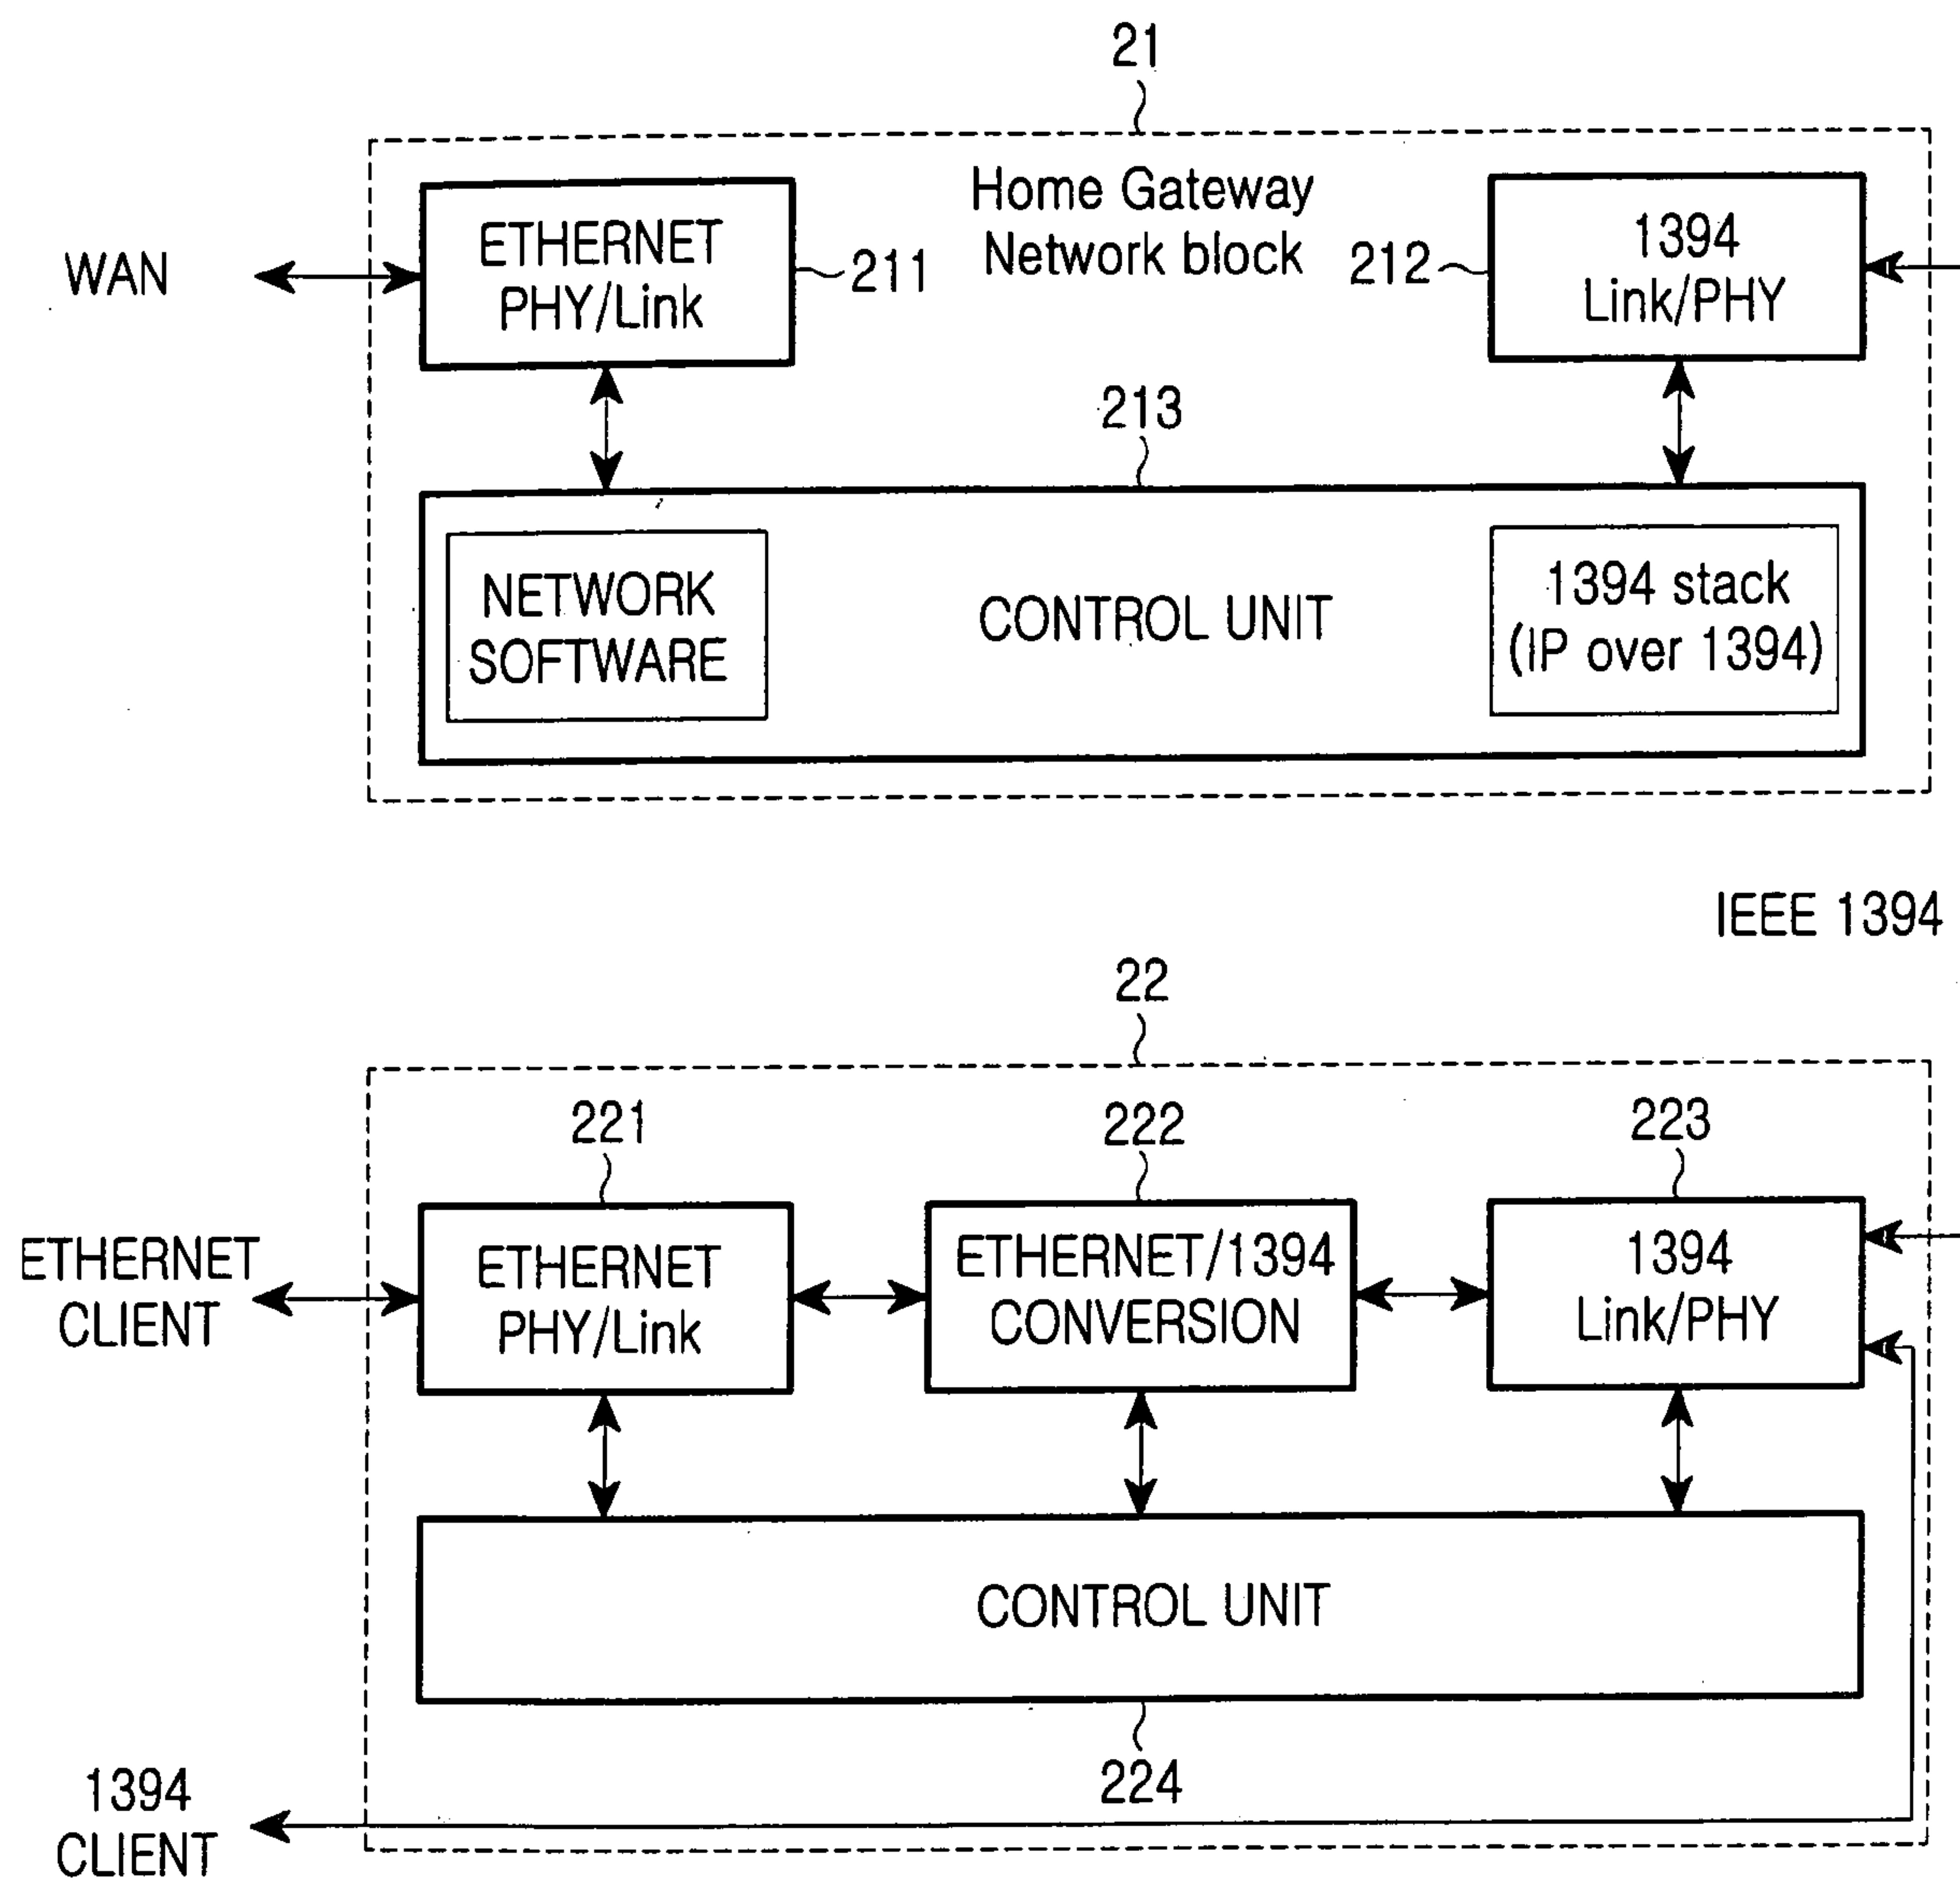 21
Home Gateway
Network block
WAN
ETHERNET
PHY/Link
211
212
1394
Link/PHY
213
NETWORK
SOFTWARE
CONTROL UNIT
1394 stack
(IP over 1394)
IEEE 1394
22
221
222
223
ETHERNET
CLIENT
ETHERNET
PHY/Link
ETHERNET/1394
CONVERSION
1394
Link/PHY
CONTROL UNIT
224
1394
CLIENT